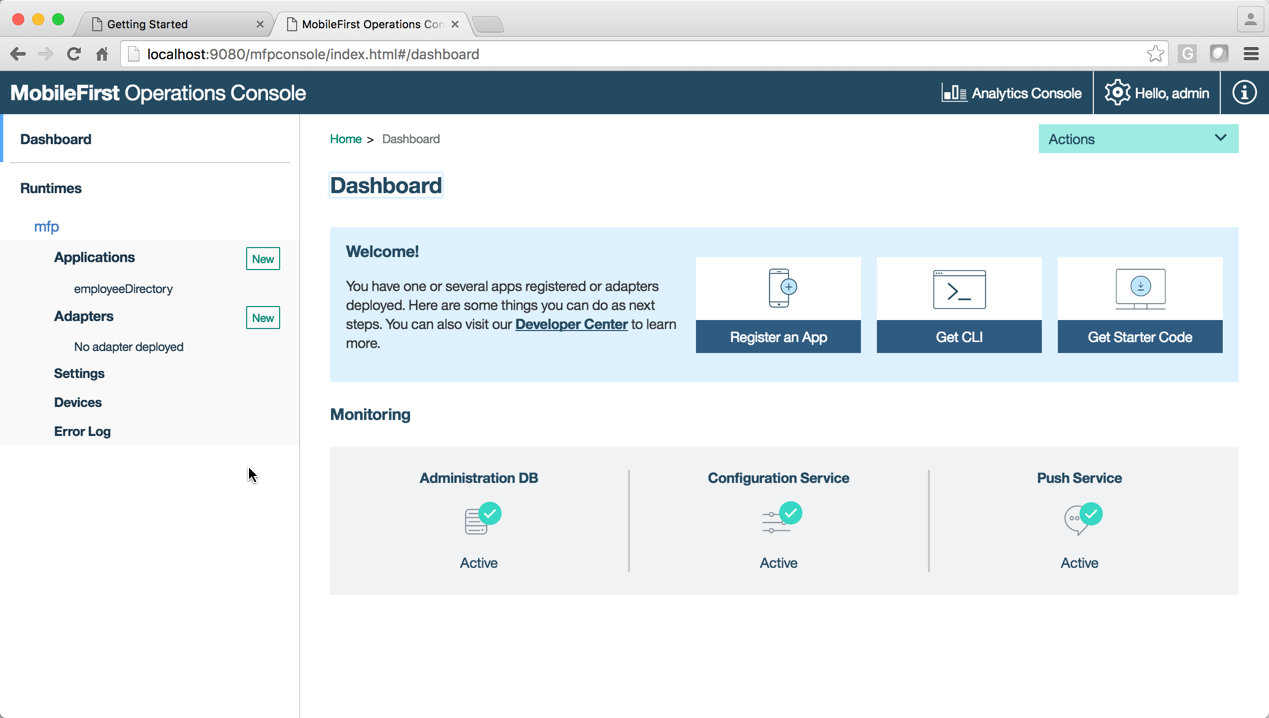 Getting Started
MobileFirst Operations Con
localhost:9080/mfpconsole/index.html#/dashboard
G
MobileFirst Operations Console
Analytics Console
Hello, admin
Dashboard
Runtimes
mfp
Applications
New
employeeDirectory
Adapters
New
No adapter deployed
Settings
Devices
Error Log
Home > Dashboard
Actions
Dashboard
Welcome!
You have one or several apps registered or adapters
deployed. Here are some things you can do as next
steps. You can also visit our Developer Center to learn
more.
Register an App
Get CLI
Get Starter Code
Monitoring
Administration DB
Active
Configuration Service
Active
Push Service
Active